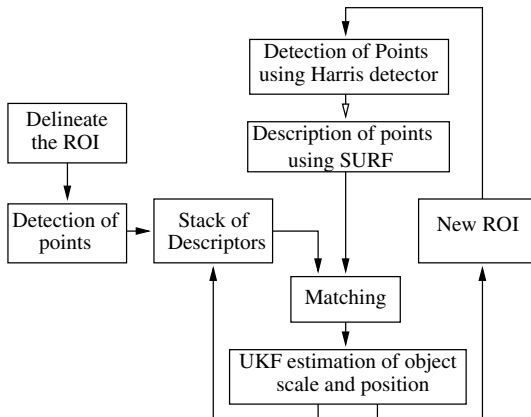 Detection of Points
using Harris detector
Delineate
the ROI
Description of points
using SURF
Detection of
points
Stack of
Descriptors
New ROI
Matching
UKF estimation of object
scale and position